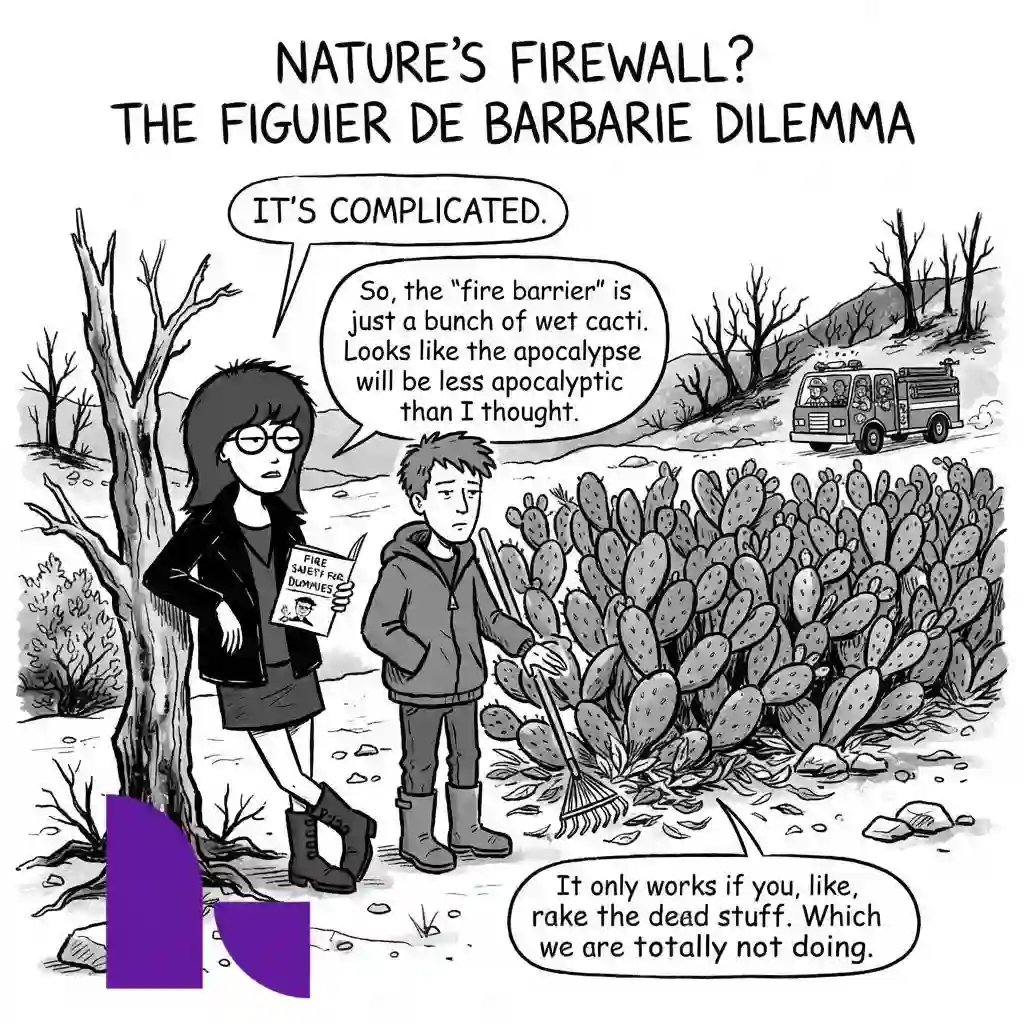 NATURE'S FIREWALL?
THE FIGUIER DE BARBARIE DILEMMA
IT'S COMPLICATED.
So, the "fire barrier" is
just a bunch of wet cacti.
Looks like the apocalypse
will be less apocalyptic
than I thought.
FIRE
SAFETY FOR
DUMMIES
It only works if you, like,
rake the dead stuff. Which
we are totally not doing.